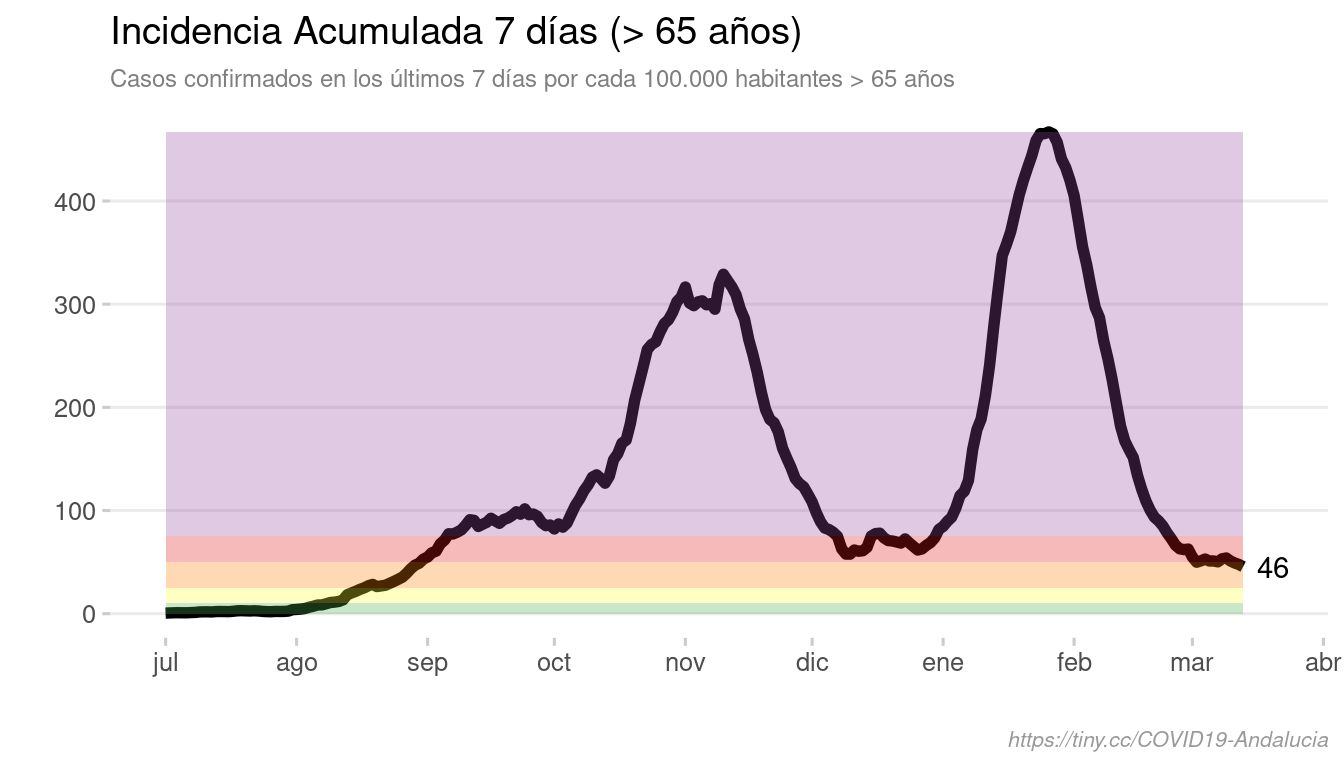 Incidencia Acumulada 7 días (> 65 años)
Casos confirmados en los últimos 7 días por cada 100.000 habitantes > 65 años
400
300
200
100
0
46
jul ago sep oct nov dic ene feb mar abr
https://tiny.cc/COVID19-Andalucia